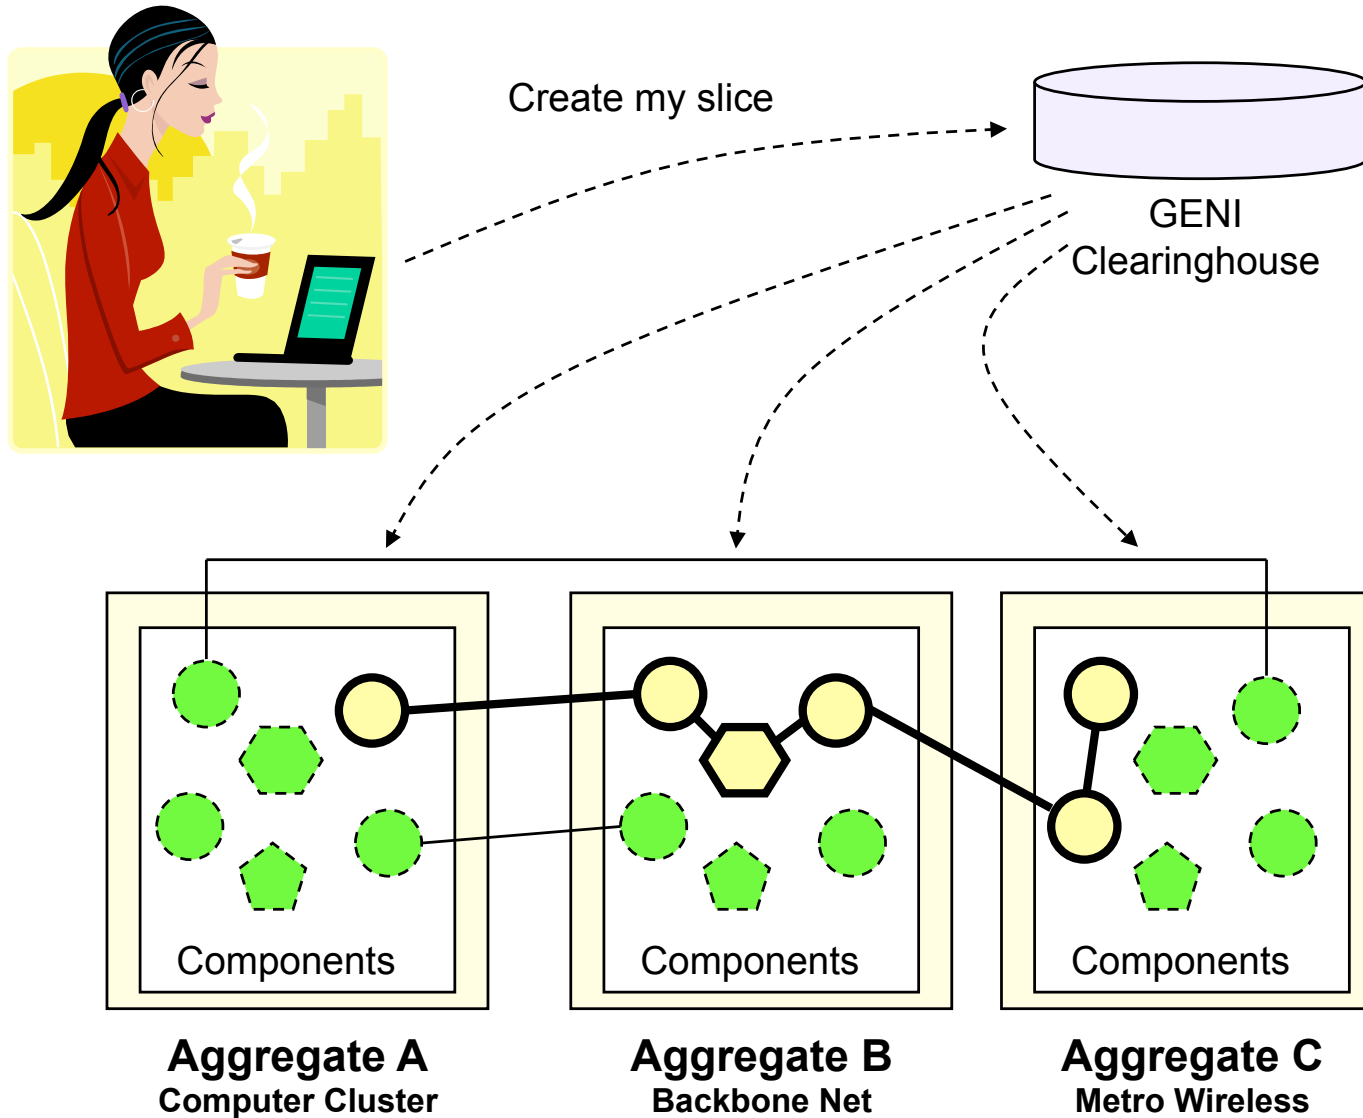 Create my slice
GENI
Clearinghouse
Components
Components
Components
Aggregate A
Computer Cluster
Aggregate B
Backbone Net
Aggregate C
Metro Wireless